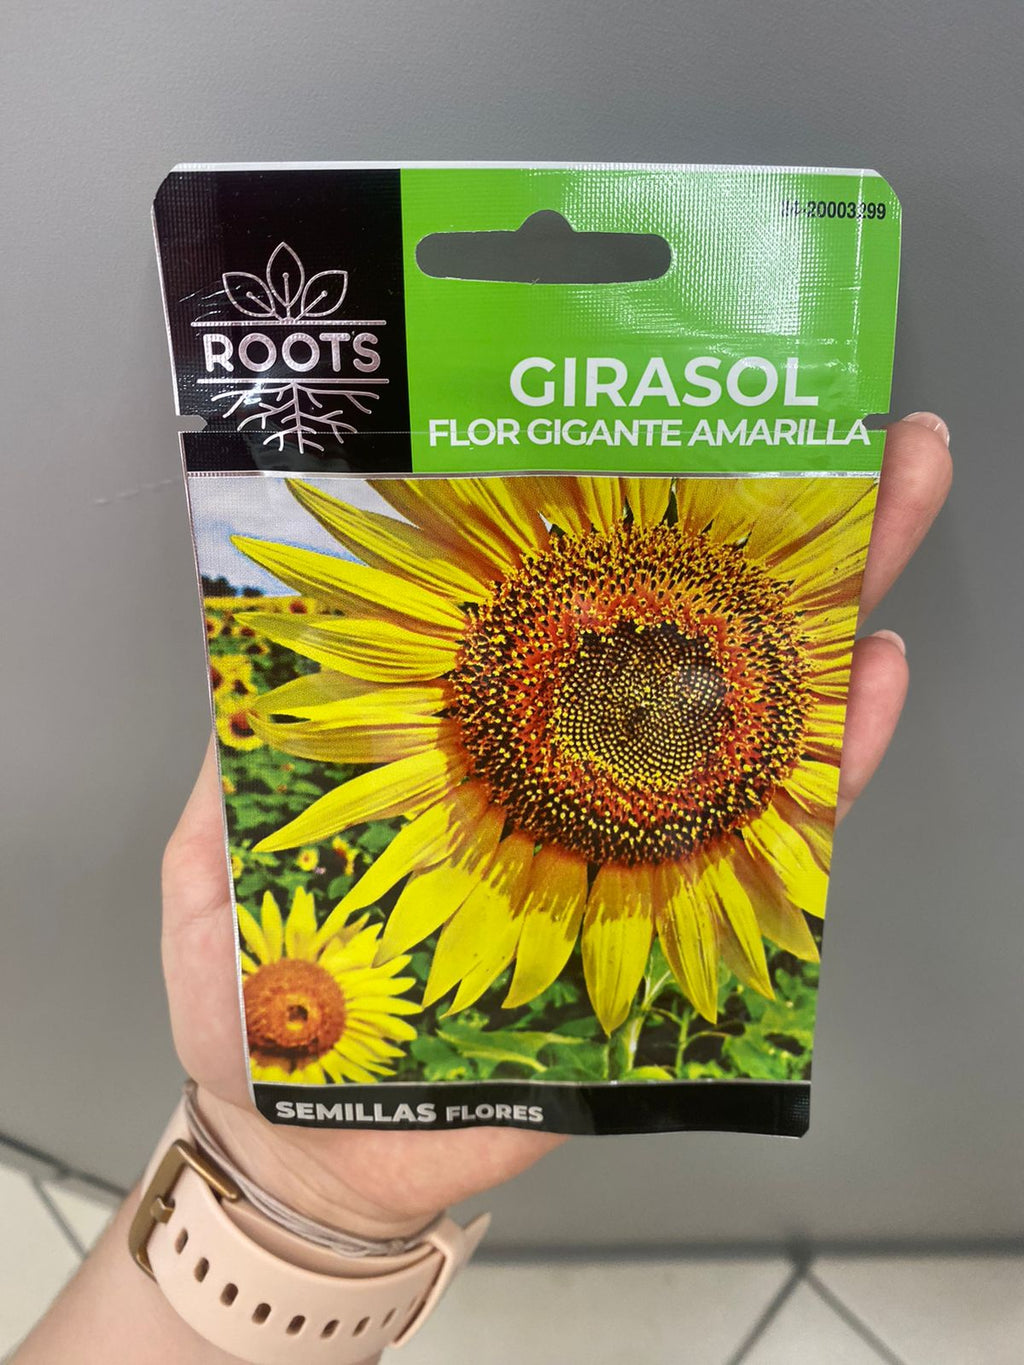 ROOTS
GIRASOL
FLOR GIGANTE AMARILLA
SEMILLAS FLORES